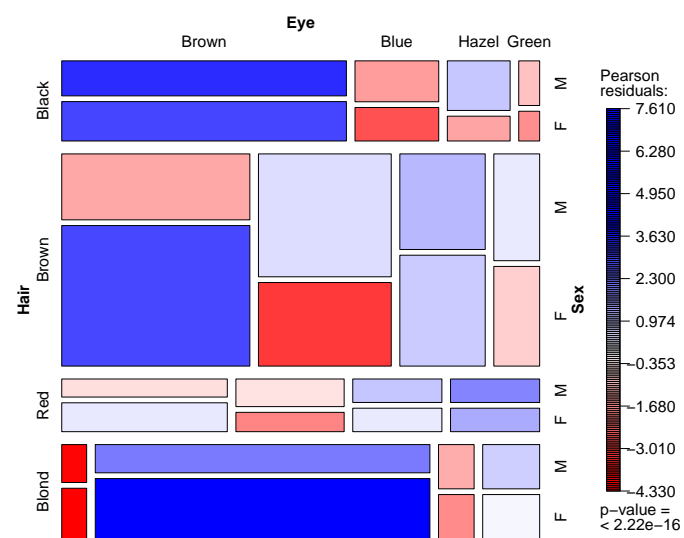 Eye
Brown Blue Hazel Green
Hair
Black
Brown
Red
Blond
M
F
M
F
M
F
M
F
Sex
Pearson
residuals:
7.610
6.280
4.950
3.630
2.300
0.974
−0.353
−1.680
−3.010
−4.330
p−value =
< 2.22e−16